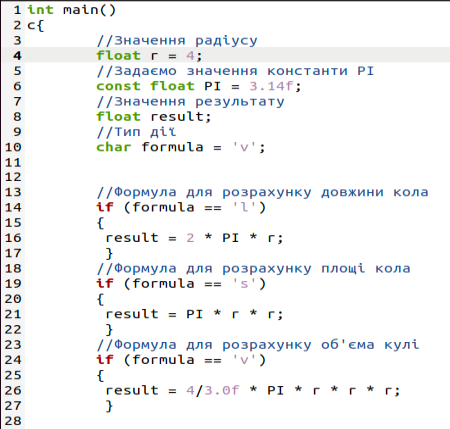 1 int main()
2 c{
3 //Значення радіусу
4 float r = 4;
5 //Задаємо значення константи PI
6 const float PI = 3.14f;
7 //Значення результату
8 float result;
9 //Тип дії
10 char formula = 'v';
11
12
13 //Формула для розрахунку довжини кола
14 if (formula == 'l')
15 {
16 result = 2 * PI * r;
17 }
18 //Формула для розрахунку площі кола
19 if (formula == 's')
20 {
21 result = PI * r * r;
22 }
23 //Формула для розрахунку об'єма кулі
24 if (formula == 'v')
25 {
26 result = 4/3.0f * PI * r * r * r;
27 }
28